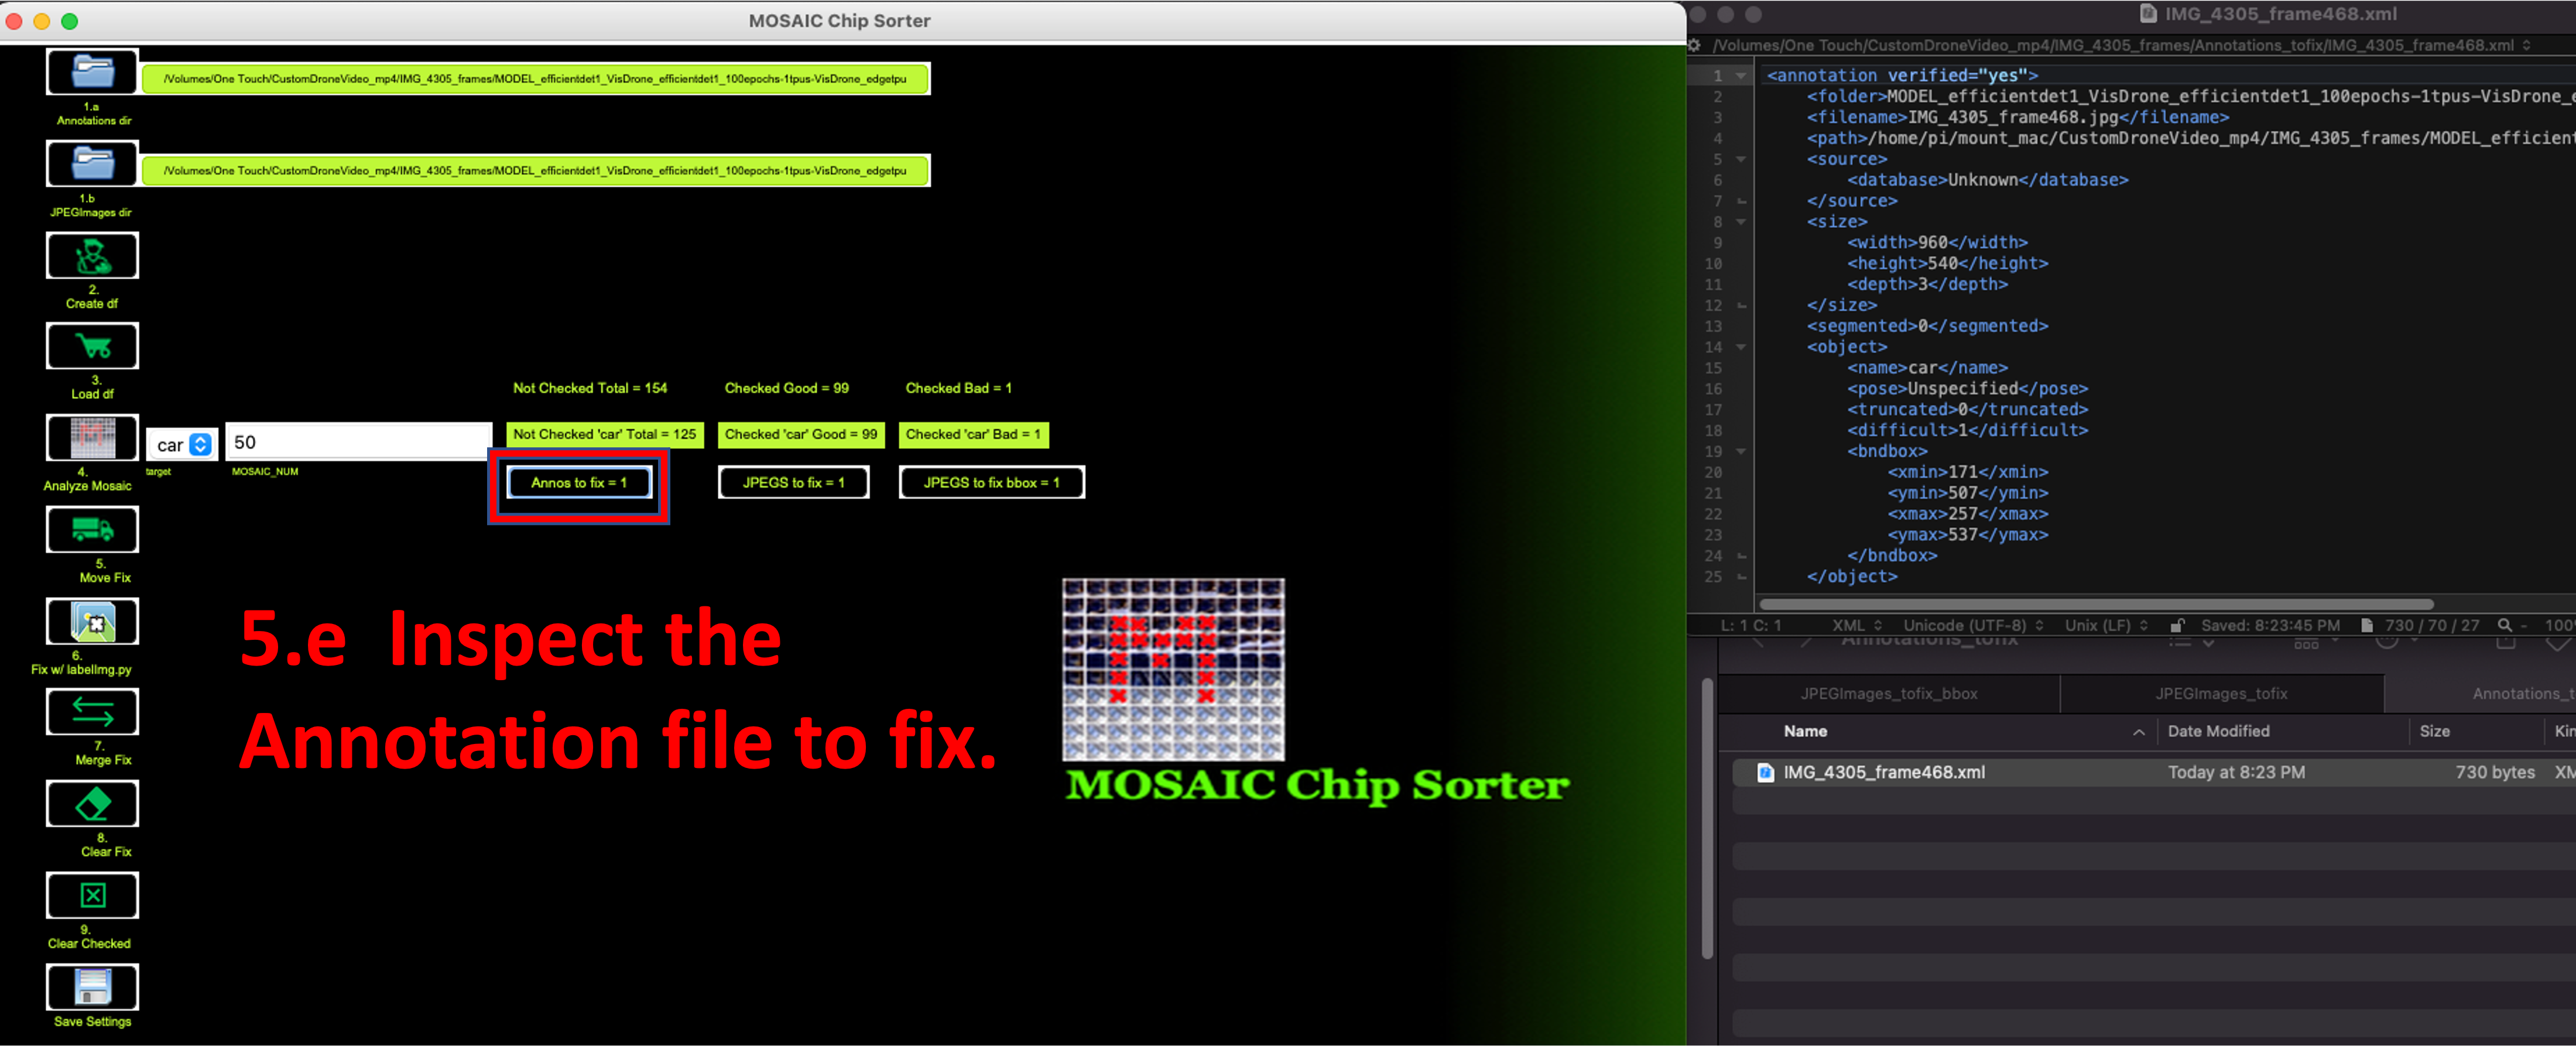 MOSAIC Chip Sorter
/Volumes/One Touch/CustomDroneVideo_mp4/IMG_4305_frames/MODEL_efficientdet1_VisDrone_efficientdet1_100epochs-1tpus-VisDrone_edgetpu
1.a
Annotations dir
/Volumes/One Touch/CustomDroneVideo_mp4/IMG_4305_frames/MODEL_efficientdet1_VisDrone_efficientdet1_100epochs-1tpus-VisDrone_edgetpu
1.b
JPEGImages dir
2.
Create df
3.
Load df
Not Checked Total = 154
Checked Good = 99
Checked Bad = 1
car
50
Not Checked 'car' Total = 125
Checked 'car' Good = 99
Checked 'car' Bad = 1
4.
Analyze Mosaic
target
MOSAIC_NUM
Annos to fix = 1
JPEGS to fix = 1
JPEGS to fix bbox = 1
5.
Move Fix
6.
Fix w/ labelImg.py
7.
Merge Fix
8.
Clear Fix
9.
Clear Checked
Save Settings
5.e Inspect the
Annotation file to fix.
MOSAIC Chip Sorter
IMG_4305_frame468.xml
/Volumes/One Touch/CustomDroneVideo_mp4/IMG_4305_frames/Annotations_tofix/IMG_4305_frame468.xml
1 <annotation verified="yes">
2 <folder>MODEL_efficientdet1_VisDrone_efficientdet1_100epochs-1tpus-VisDrone_
3 <filename>IMG_4305_frame468.jpg</filename>
4 <path>/home/pi/mount_mac/CustomDroneVideo_mp4/IMG_4305_frames/MODEL_efficien
5 <source>
6 <database>Unknown</database>
7 </source>
8 <size>
9 <width>960</width>
10 <height>540</height>
11 <depth>3</depth>
12 </size>
13 <segmented>0</segmented>
14 <object>
15 <name>car</name>
16 <pose>Unspecified</pose>
17 <truncated>0</truncated>
18 <difficult>1</difficult>
19 <bndbox>
20 <xmin>171</xmin>
21 <ymin>507</ymin>
22 <xmax>257</xmax>
23 <ymax>537</ymax>
24 </bndbox>
25 </object>
L: 1 C: 1 XML Unicode (UTF-8) Unix (LF) Saved: 8:23:45 PM 730 / 70 / 27 - 100
Annotations_tofix
JPEGImages_tofix_bbox
JPEGImages_tofix
Annotations_t
Name Date Modified Size Kin
IMG_4305_frame468.xml Today at 8:23 PM 730 bytes XM